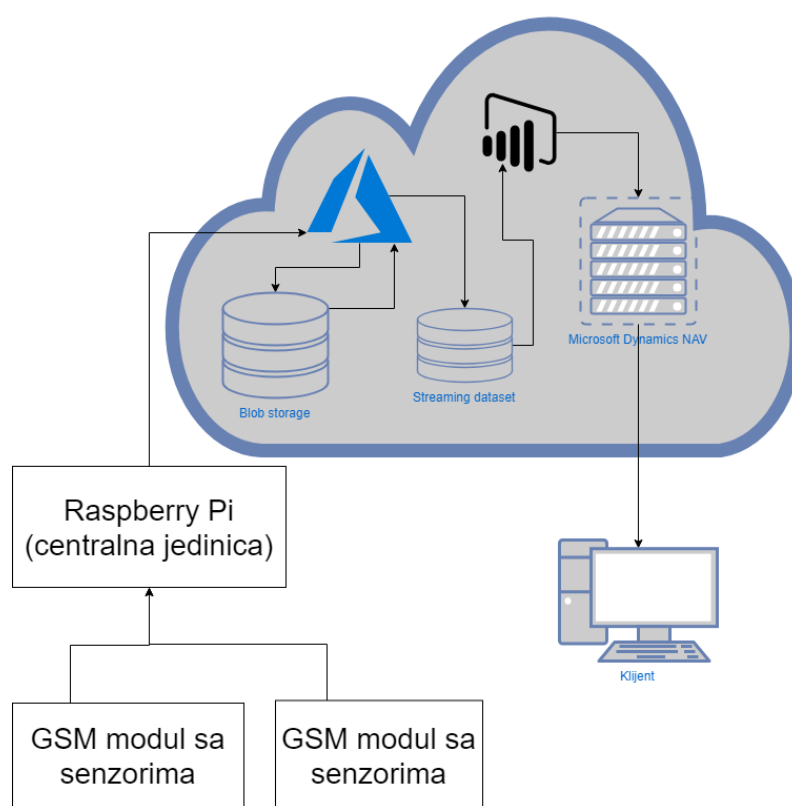 Microsoft Dynamics NAV
Blob storage
Streaming dataset
Raspberry Pi
(centralna jedinica)
Klijent
GSM modul sa
senzorima
GSM modul sa
senzorima